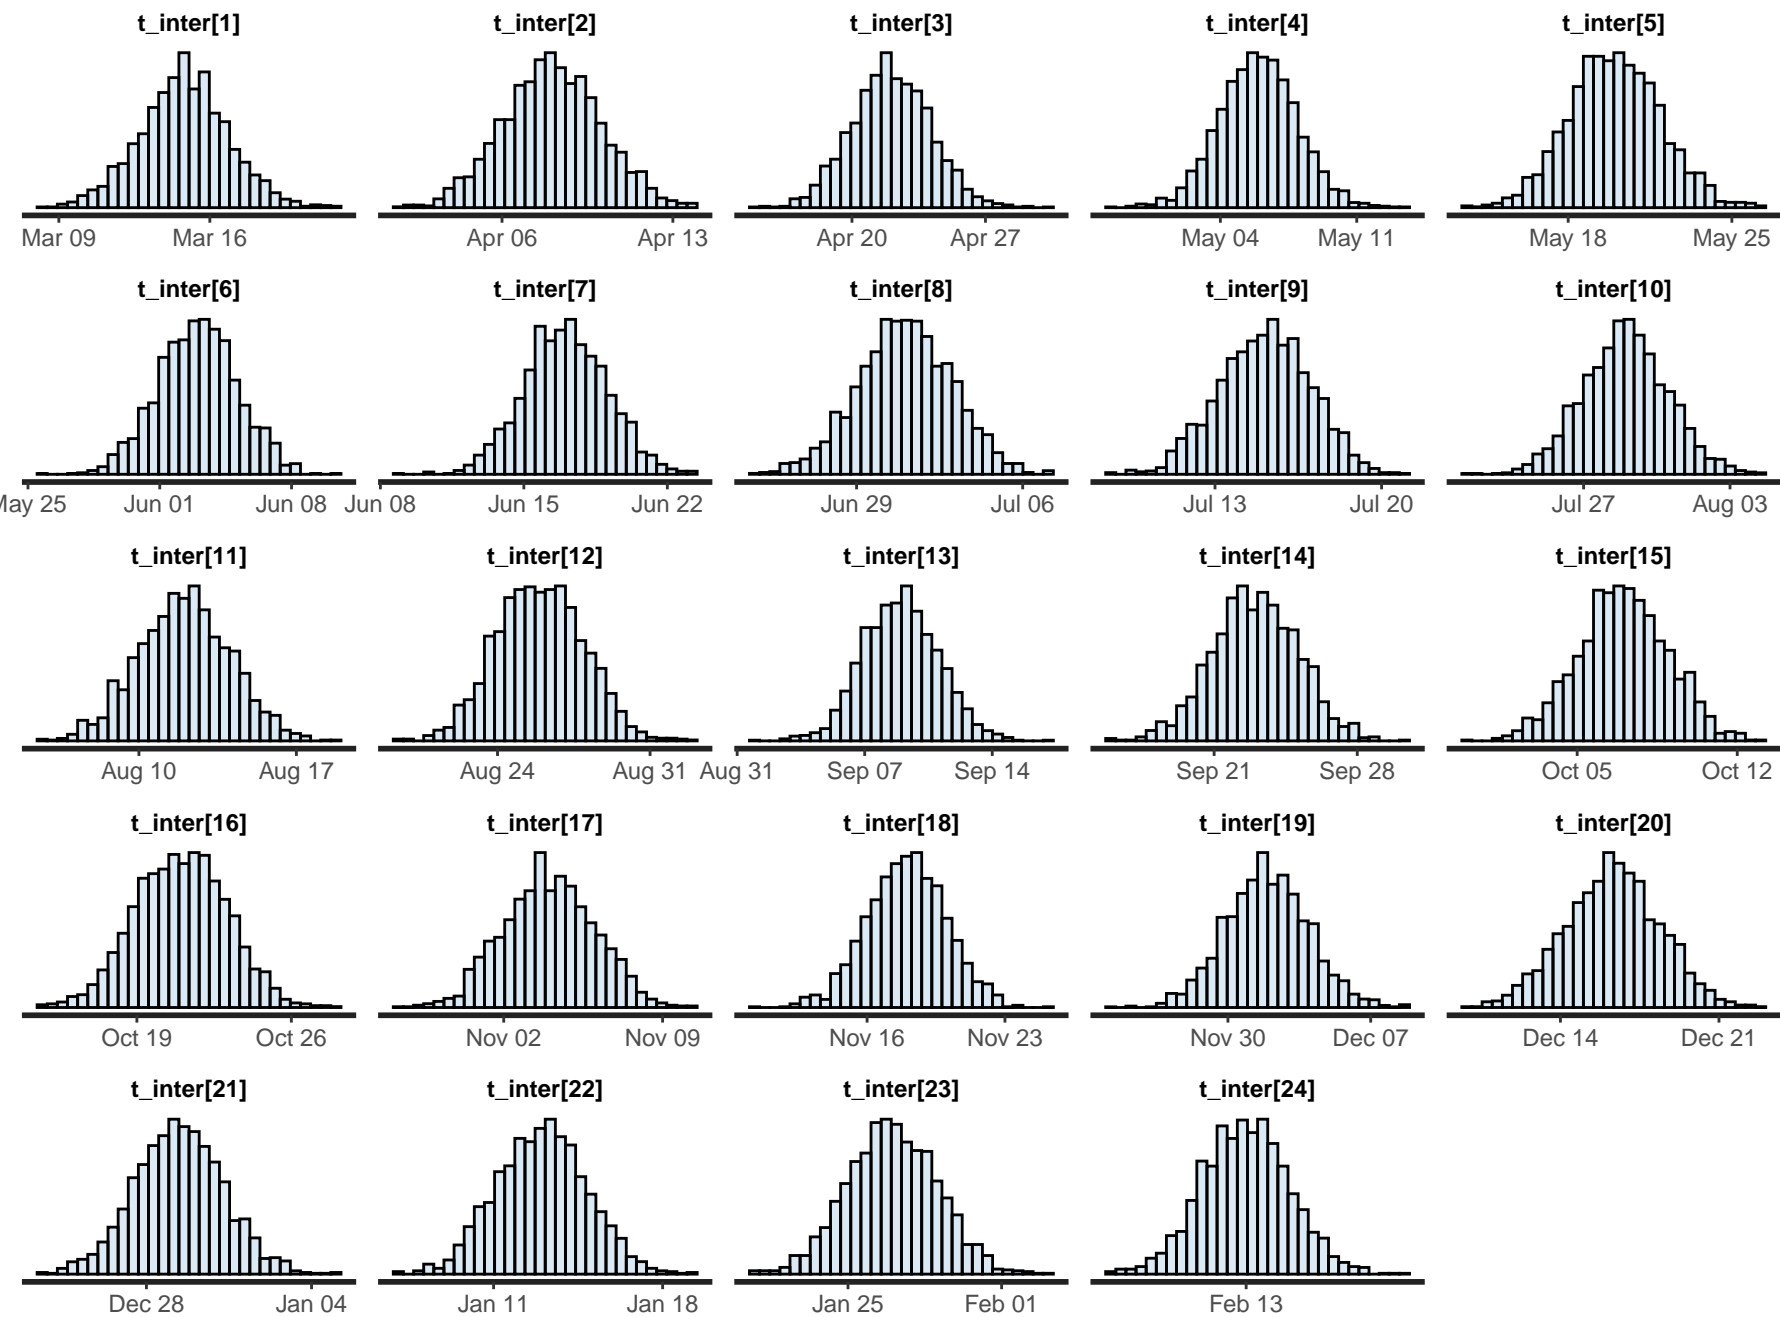 t_inter[1] t_inter[2] t_inter[3] t_inter[4] t_inter[5]
Mar 09 Mar 16 Apr 06 Apr 13 Apr 20 Apr 27 May 04 May 11 May 18 May 25
t_inter[6] t_inter[7] t_inter[8] t_inter[9] t_inter[10]
May 25 Jun 01 Jun 08 Jun 08 Jun 15 Jun 22 Jun 29 Jul 06 Jul 13 Jul 20 Jul 27 Aug 03
t_inter[11] t_inter[12] t_inter[13] t_inter[14] t_inter[15]
Aug 10 Aug 17 Aug 24 Aug 31 Aug 31 Sep 07 Sep 14 Sep 21 Sep 28 Oct 05 Oct 12
t_inter[16] t_inter[17] t_inter[18] t_inter[19] t_inter[20]
Oct 19 Oct 26 Nov 02 Nov 09 Nov 16 Nov 23 Nov 30 Dec 07 Dec 14 Dec 21
t_inter[21] t_inter[22] t_inter[23] t_inter[24]
Dec 28 Jan 04 Jan 11 Jan 18 Jan 25 Feb 01 Feb 13